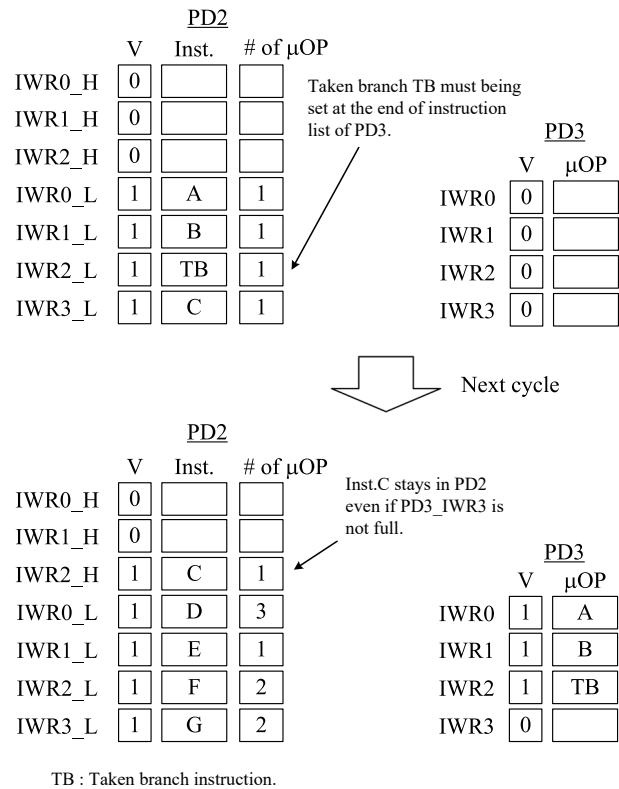 PD2
V Inst. # of μOP
IWR0_H 0
IWR1_H 0
IWR2_H 0
IWR0_L 1 A 1
IWR1_L 1 B 1
IWR2_L 1 TB 1
IWR3_L 1 C 1
Taken branch TB must being
set at the end of instruction
list of PD3.
PD3
V μOP
IWR0 0
IWR1 0
IWR2 0
IWR3 0
Next cycle
PD2
V Inst. # of μOP
IWR0_H 0
IWR1_H 0
IWR2_H 1 C 1
IWR0_L 1 D 3
IWR1_L 1 E 1
IWR2_L 1 F 2
IWR3_L 1 G 2
Inst.C stays in PD2
even if PD3_IWR3 is
not full.
PD3
V μOP
IWR0 1 A
IWR1 1 B
IWR2 1 TB
IWR3 0
TB : Taken branch instruction.